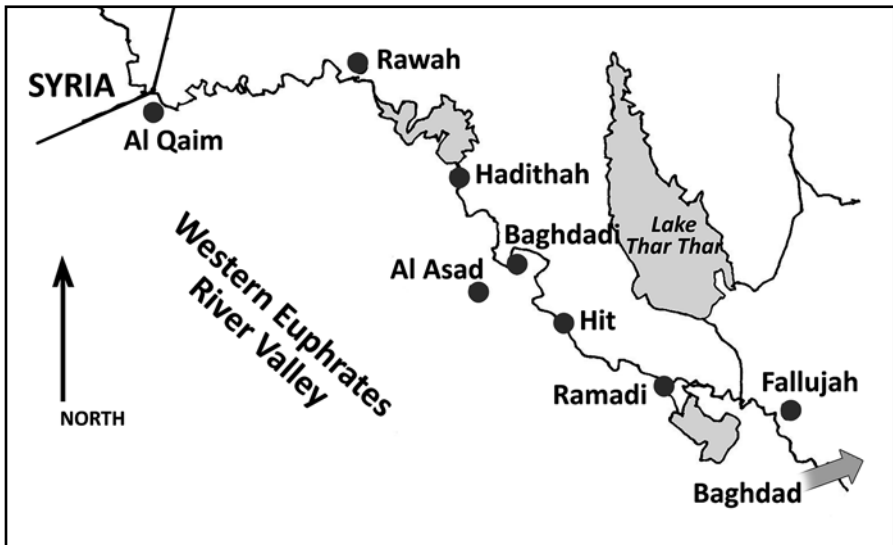 Rawah
SYRIA
Al Qaim
Hadithah
Lake
Thar Thar
Baghdadi
Al Asad
Western Euphrates
River Valley
Hit
Ramadi
Fallujah
NORTH
Baghdad